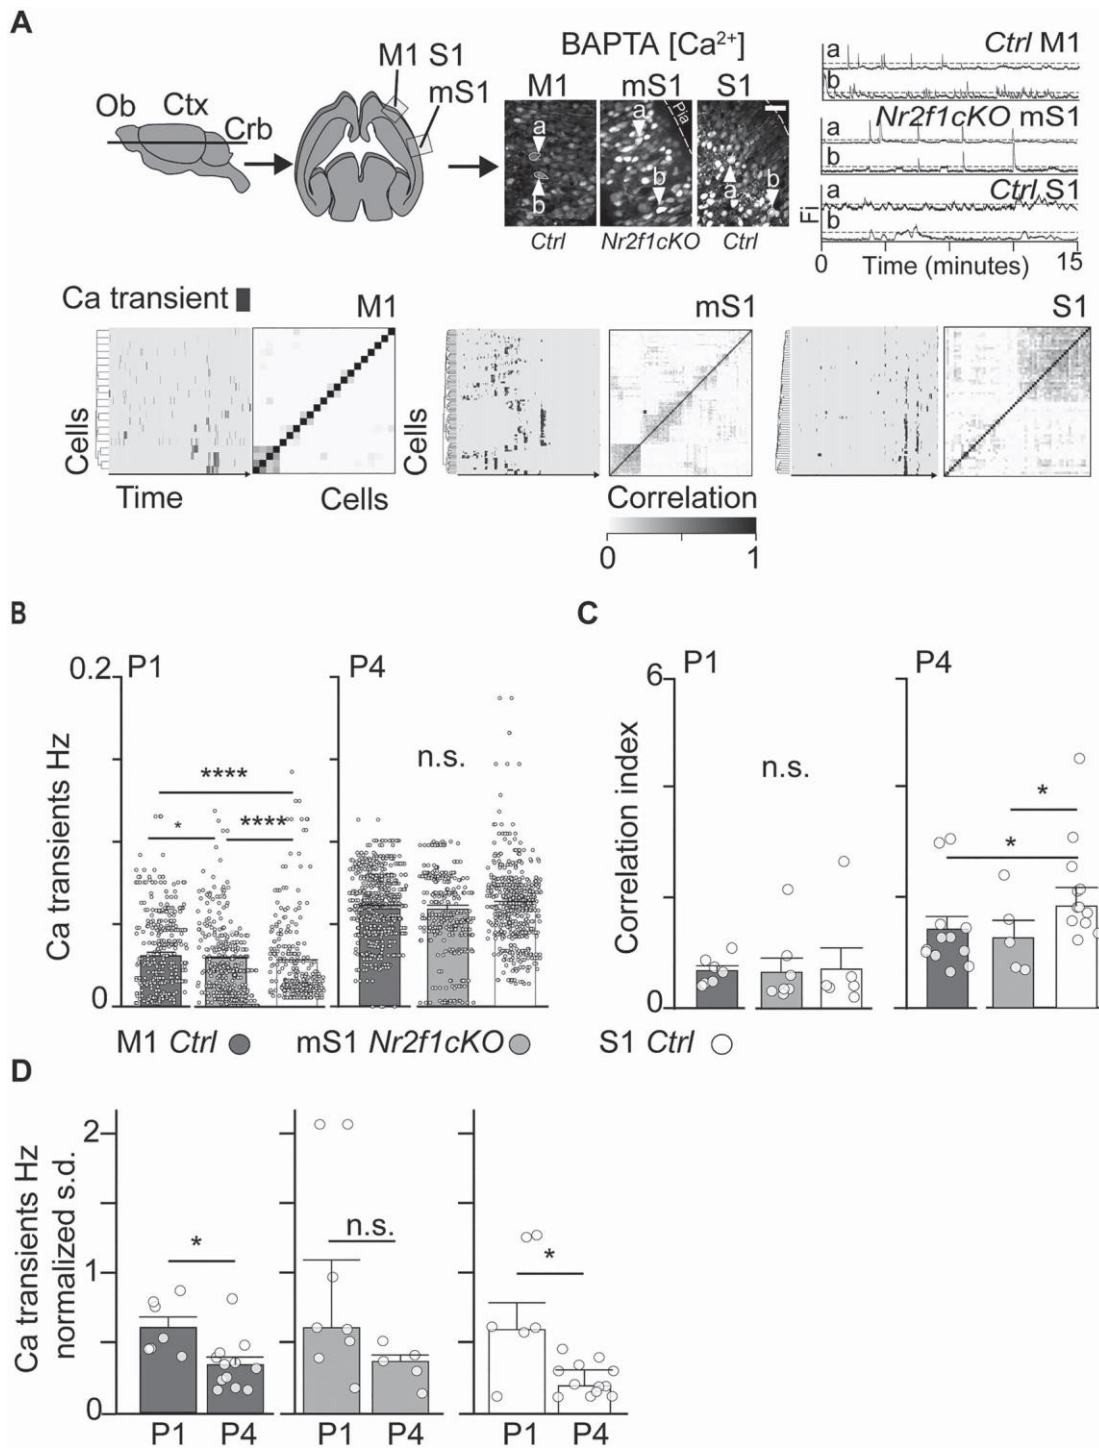 A
Ob
Ctx
Crb
M1 S1
mS1
BAPTA [Ca²⁺]
M1 mS1 S1
a
b
a
b
Pia
a
b
Ctrl Nr2f1cKO Ctrl
a Ctrl M1
b
a Nr2f1cKO mS1
b
a Ctrl S1
b
Fi
0 Time (minutes) 15
Ca transient
M1
mS1
S1
Cells
Cells
Time
Cells
Correlation
0 1
B
P1
P4
0.2
0
Ca transients Hz
****
*
****
n.s.
C
P1
P4
6
0
Correlation index
n.s.
*
*
M1 Ctrl
mS1 Nr2f1cKO
S1 Ctrl
D
Ca transients Hz
normalized s.d.
2
1
0
*
n.s.
*
P1 P4
P1 P4
P1 P4